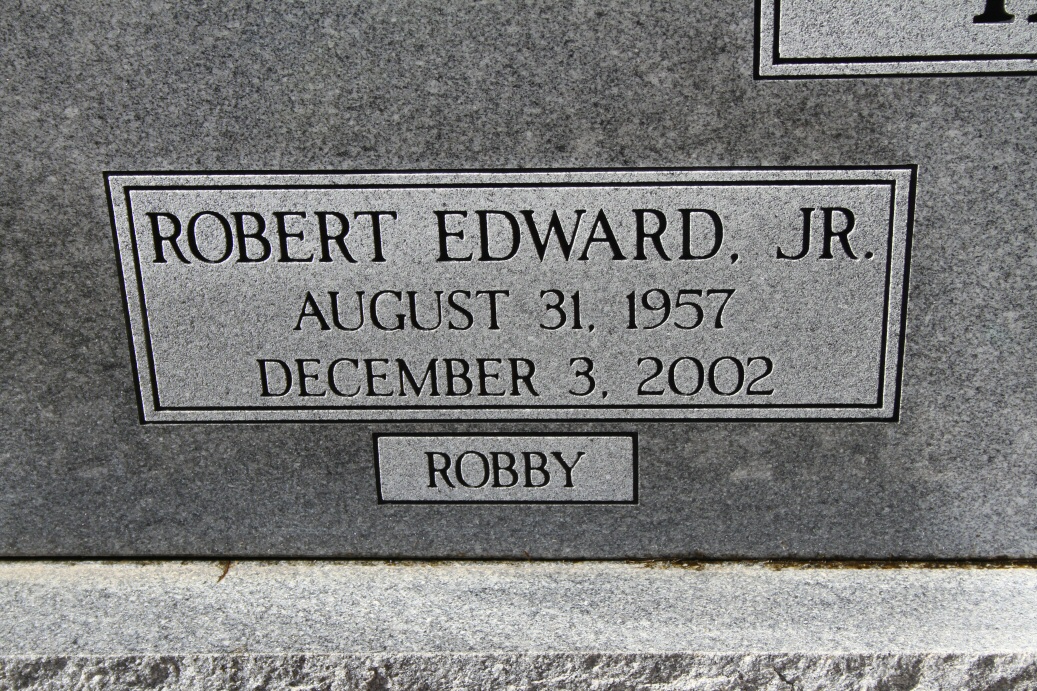 ROBERT EDWARD, JR.
AUGUST 31, 1957
DECEMBER 3, 2002
ROBBY